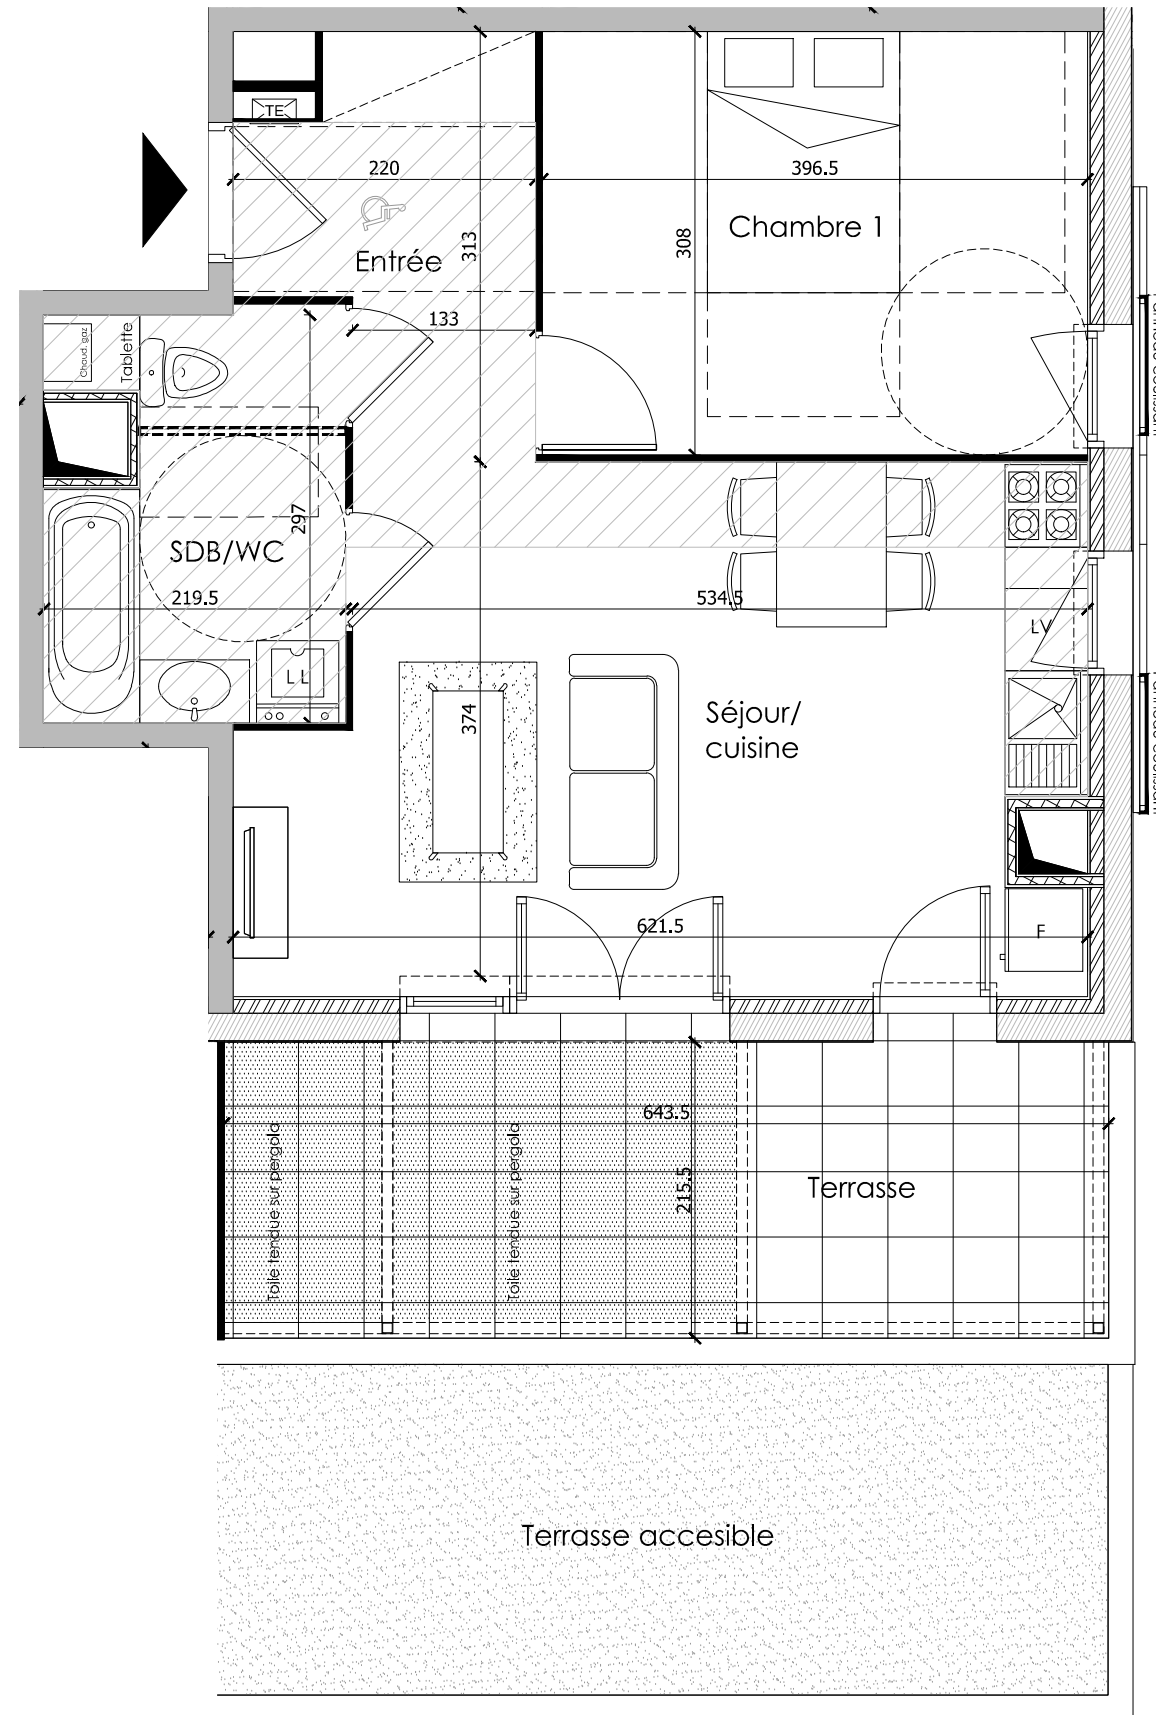 TE
220
396.5
Chambre 1
308
313
Entrée
133
Tablette
Chaud. gaz
297
SDB/WC
219.5
534.5
LV
LL
374
Séjour/
cuisine
621.5
F
643.5
Toile tendue sur pergola
Toile tendue sur pergola
215.5
Terrasse
Terrasse accesible